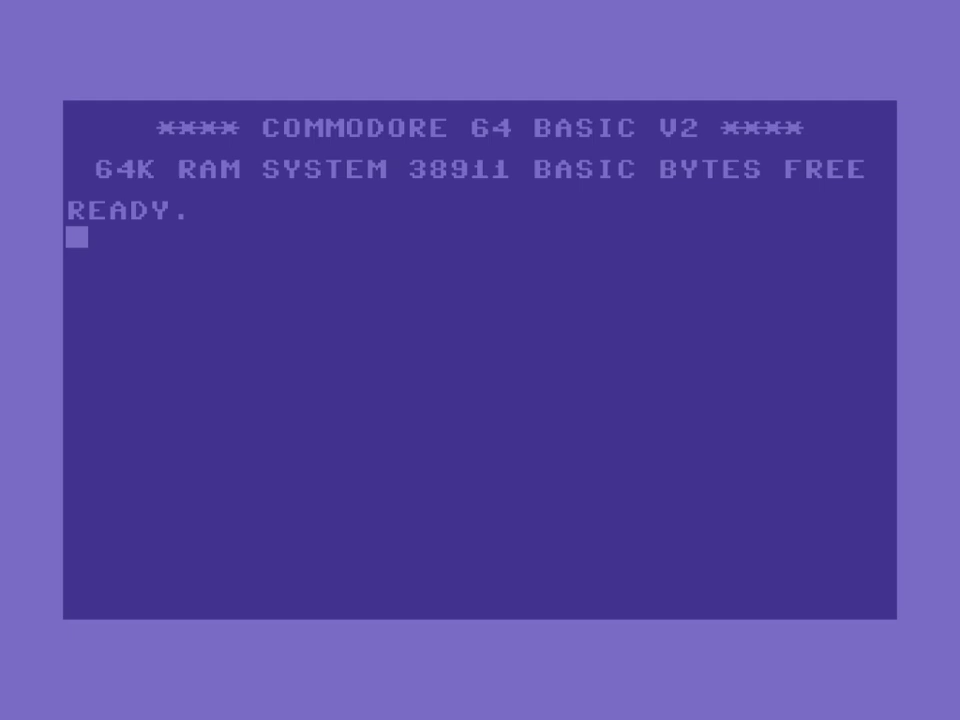 **** COMMODORE 64 BASIC V2 ****
64K RAM SYSTEM 38911 BASIC BYTES FREE
READY.